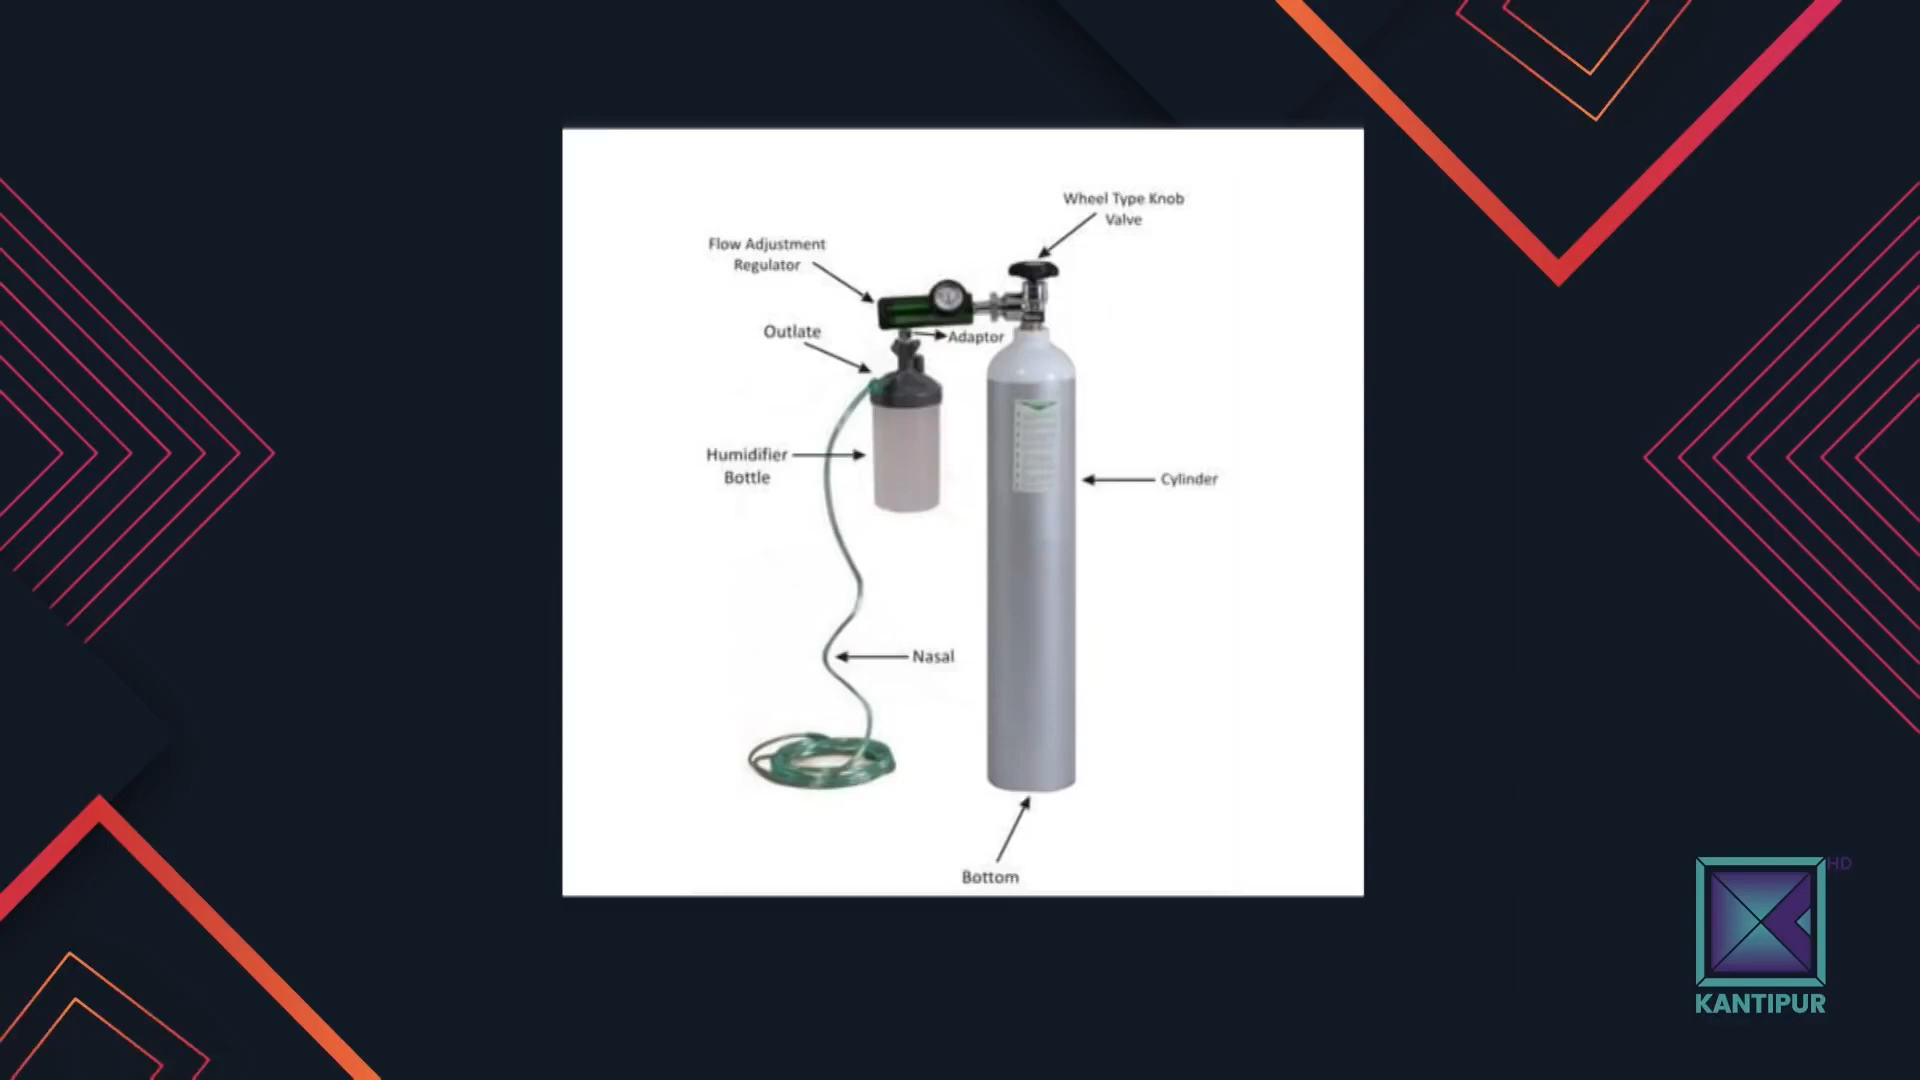 Wheel Type Knob
Valve
Flow Adjustment
Regulator
Outlate
Adaptor
Humidifier
Bottle
Cylinder
Nasal
Bottom
HD
KANTIPUR